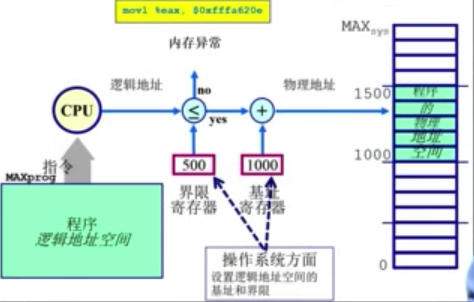 movl %eax, $0xfffa620e
MAXsys
内存异常
逻辑地址
no
物理地址
CPU
≤
yes
+
1500
程序
的
物理
地址
空间
1000
指令
500
1000
MAXprog
界限
寄存器
基址
寄存器
程序
逻辑地址空间
操作系统方面
设置逻辑地址空间的
基址和界限
0